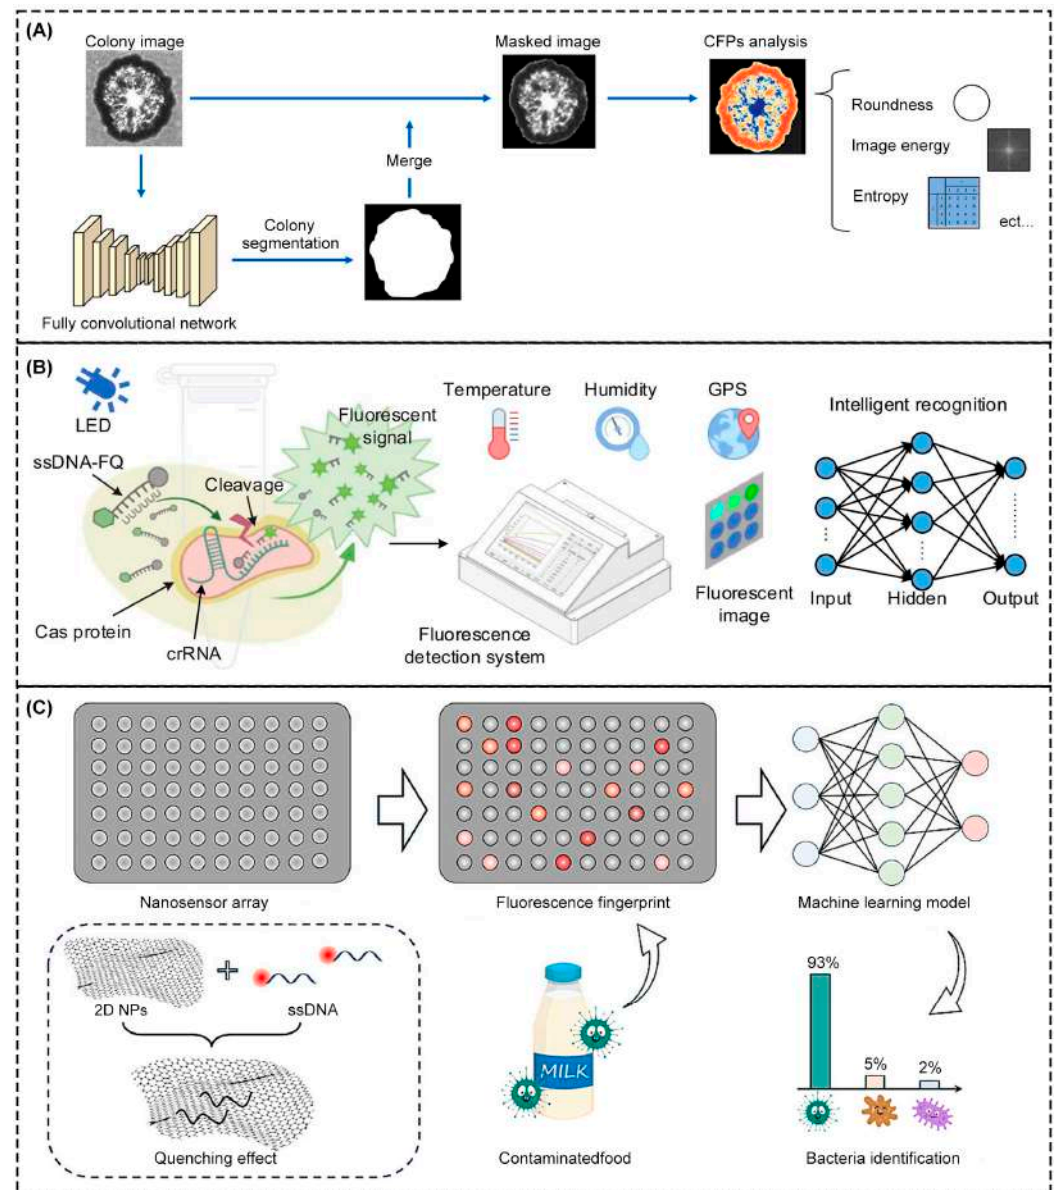 (A)
Colony image
Masked image
CFPs analysis
Roundness
Image energy
Entropy
ect...
Merge
Colony
segmentation
Fully convolutional network
(B)
LED
ssDNA-FQ
Cleavage
Fluorescent
signal
Cas protein
crRNA
Temperature
Humidity
GPS
Fluorescence
detection system
Fluorescent
image
Intelligent recognition
Input
Hidden
Output
(C)
Nanosensor array
Fluorescence fingerprint
Machine learning model
2D NPs
ssDNA
Quenching effect
MILK
Contaminatedfood
93%
5%
2%
Bacteria identification